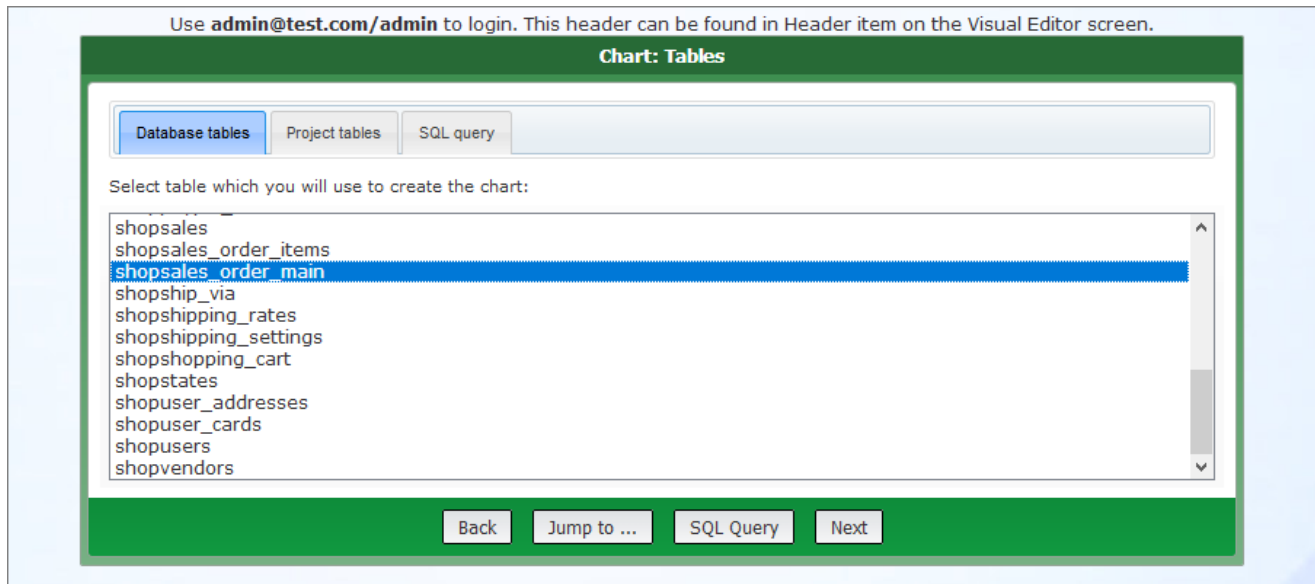 Use admin@test.com/admin to login. This header can be found in Header item on the Visual Editor screen.
Chart: Tables
Database tables Project tables SQL query
Select table which you will use to create the chart:
shopsales
shopsales_order_items
shopsales_order_main
shopship_via
shopshipping_rates
shopshipping_settings
shopshopping_cart
shopstates
shopuser_addresses
shopuser_cards
shopusers
shopvendors
Back Jump to ... SQL Query Next